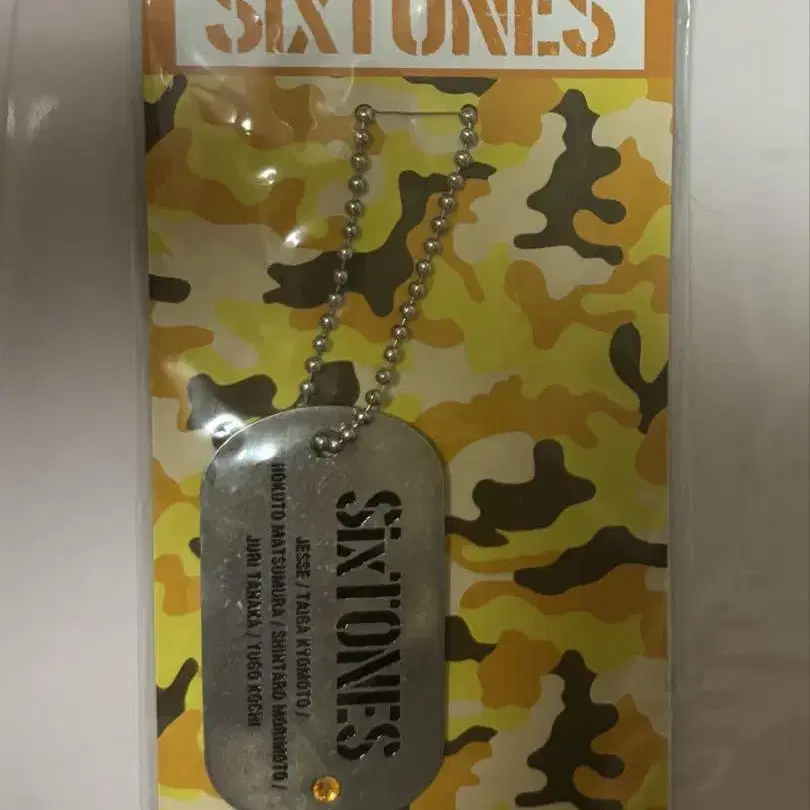 SixTONES
SixTONES
JESSE / TAIGA KYOMOTO /
HOKUTO MATSUMURA / SHINTARO MORIMOTO /
JURI TANAKA / YUGO KOCHI